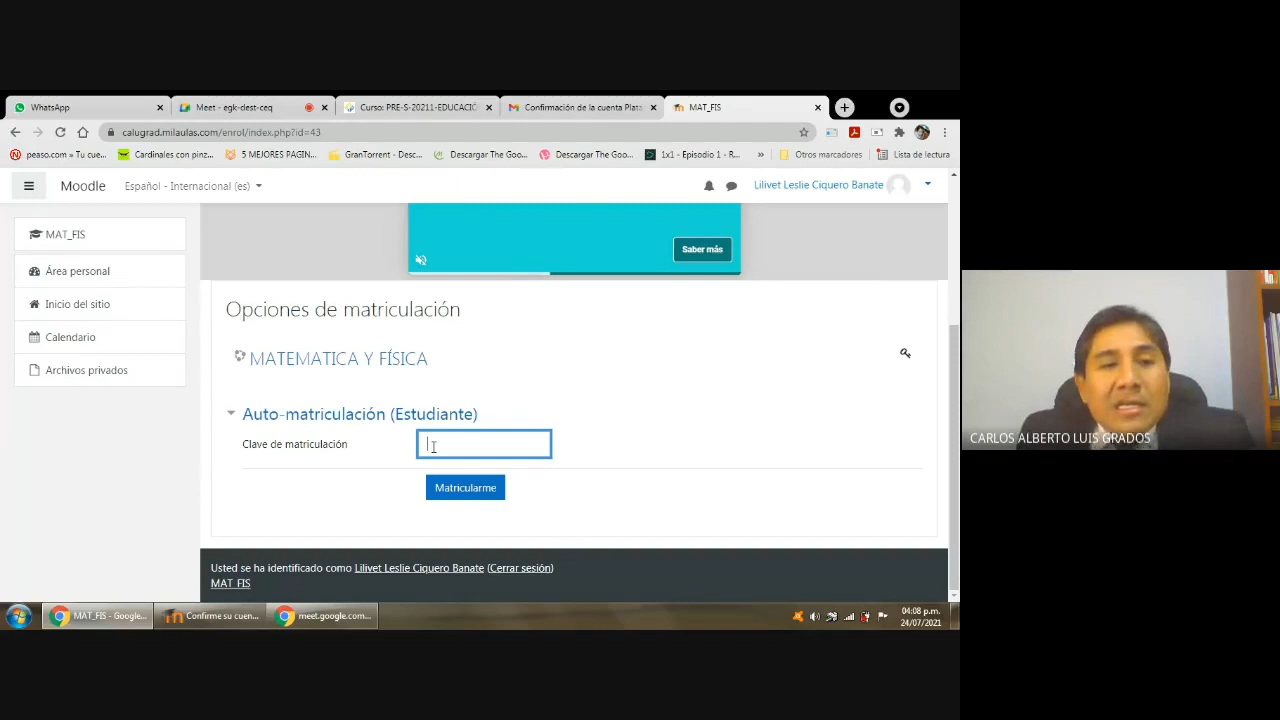 WhatsApp
Meet - egk-dest-ceq
Curso: PRE-S-20211-EDUCACIÓ
Confirmación de la cuenta Plata
MAT_FIS
calugrad.milaulas.com/enrol/index.php?id=43
peaso.com » Tu cue...
Cardinales con pinz...
5 MEJORES PAGIN...
GranTorrent - Desc...
Descargar The Goo...
Descargar The Goo...
1x1 - Episodio 1 - R...
»
Otros marcadores
Lista de lectura
Moodle
Español - Internacional (es)
Lilivet Leslie Ciquero Banate
MAT_FIS
Área personal
Inicio del sitio
Calendario
Archivos privados
Saber más
Opciones de matriculación
MATEMATICA Y FÍSICA
Auto-matriculación (Estudiante)
Clave de matriculación
Matricularme
Usted se ha identificado como Lilivet Leslie Ciquero Banate (Cerrar sesión)
MAT_FIS
CARLOS ALBERTO LUIS GRADOS
MAT_FIS - Google...
Confirme su cuen...
meet.google.com...
04:08 p.m.
24/07/2021